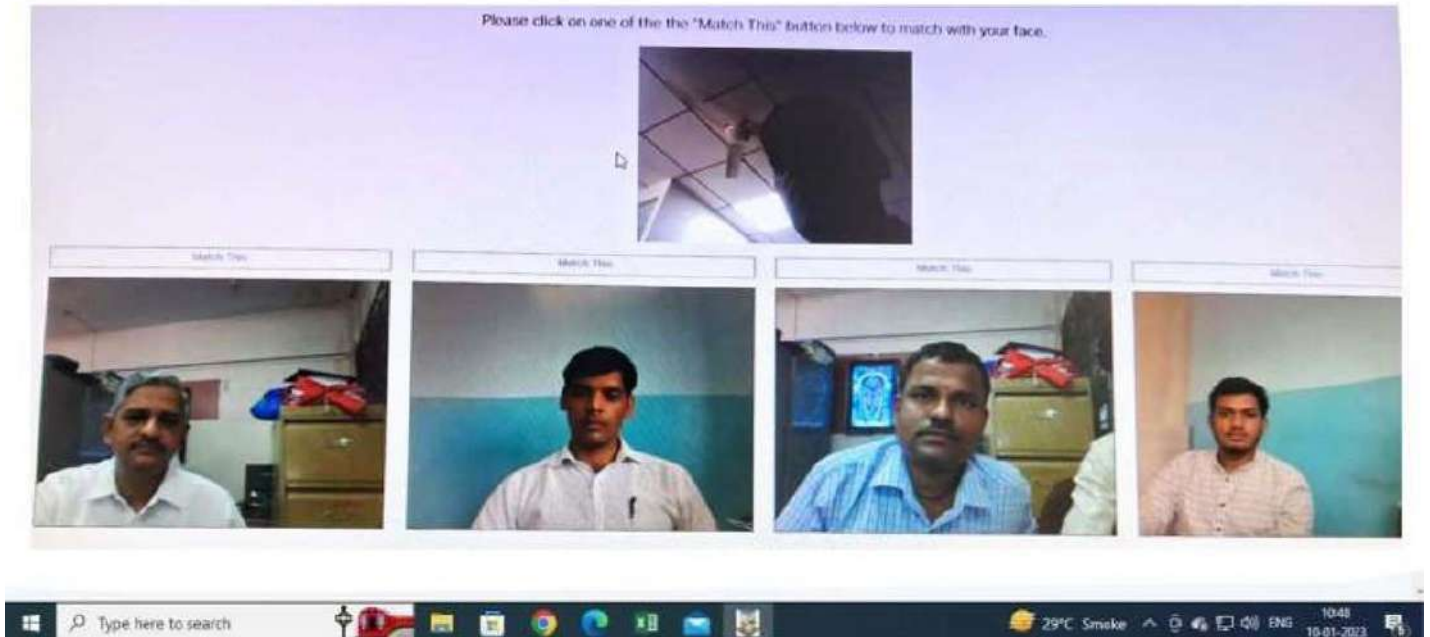 Please click on one of the the "Match This" button below to match with your face.
Match This
Match This
Match This
Match This
Type here to search
29°C Smoke
ENG
10:48
10-01-2023